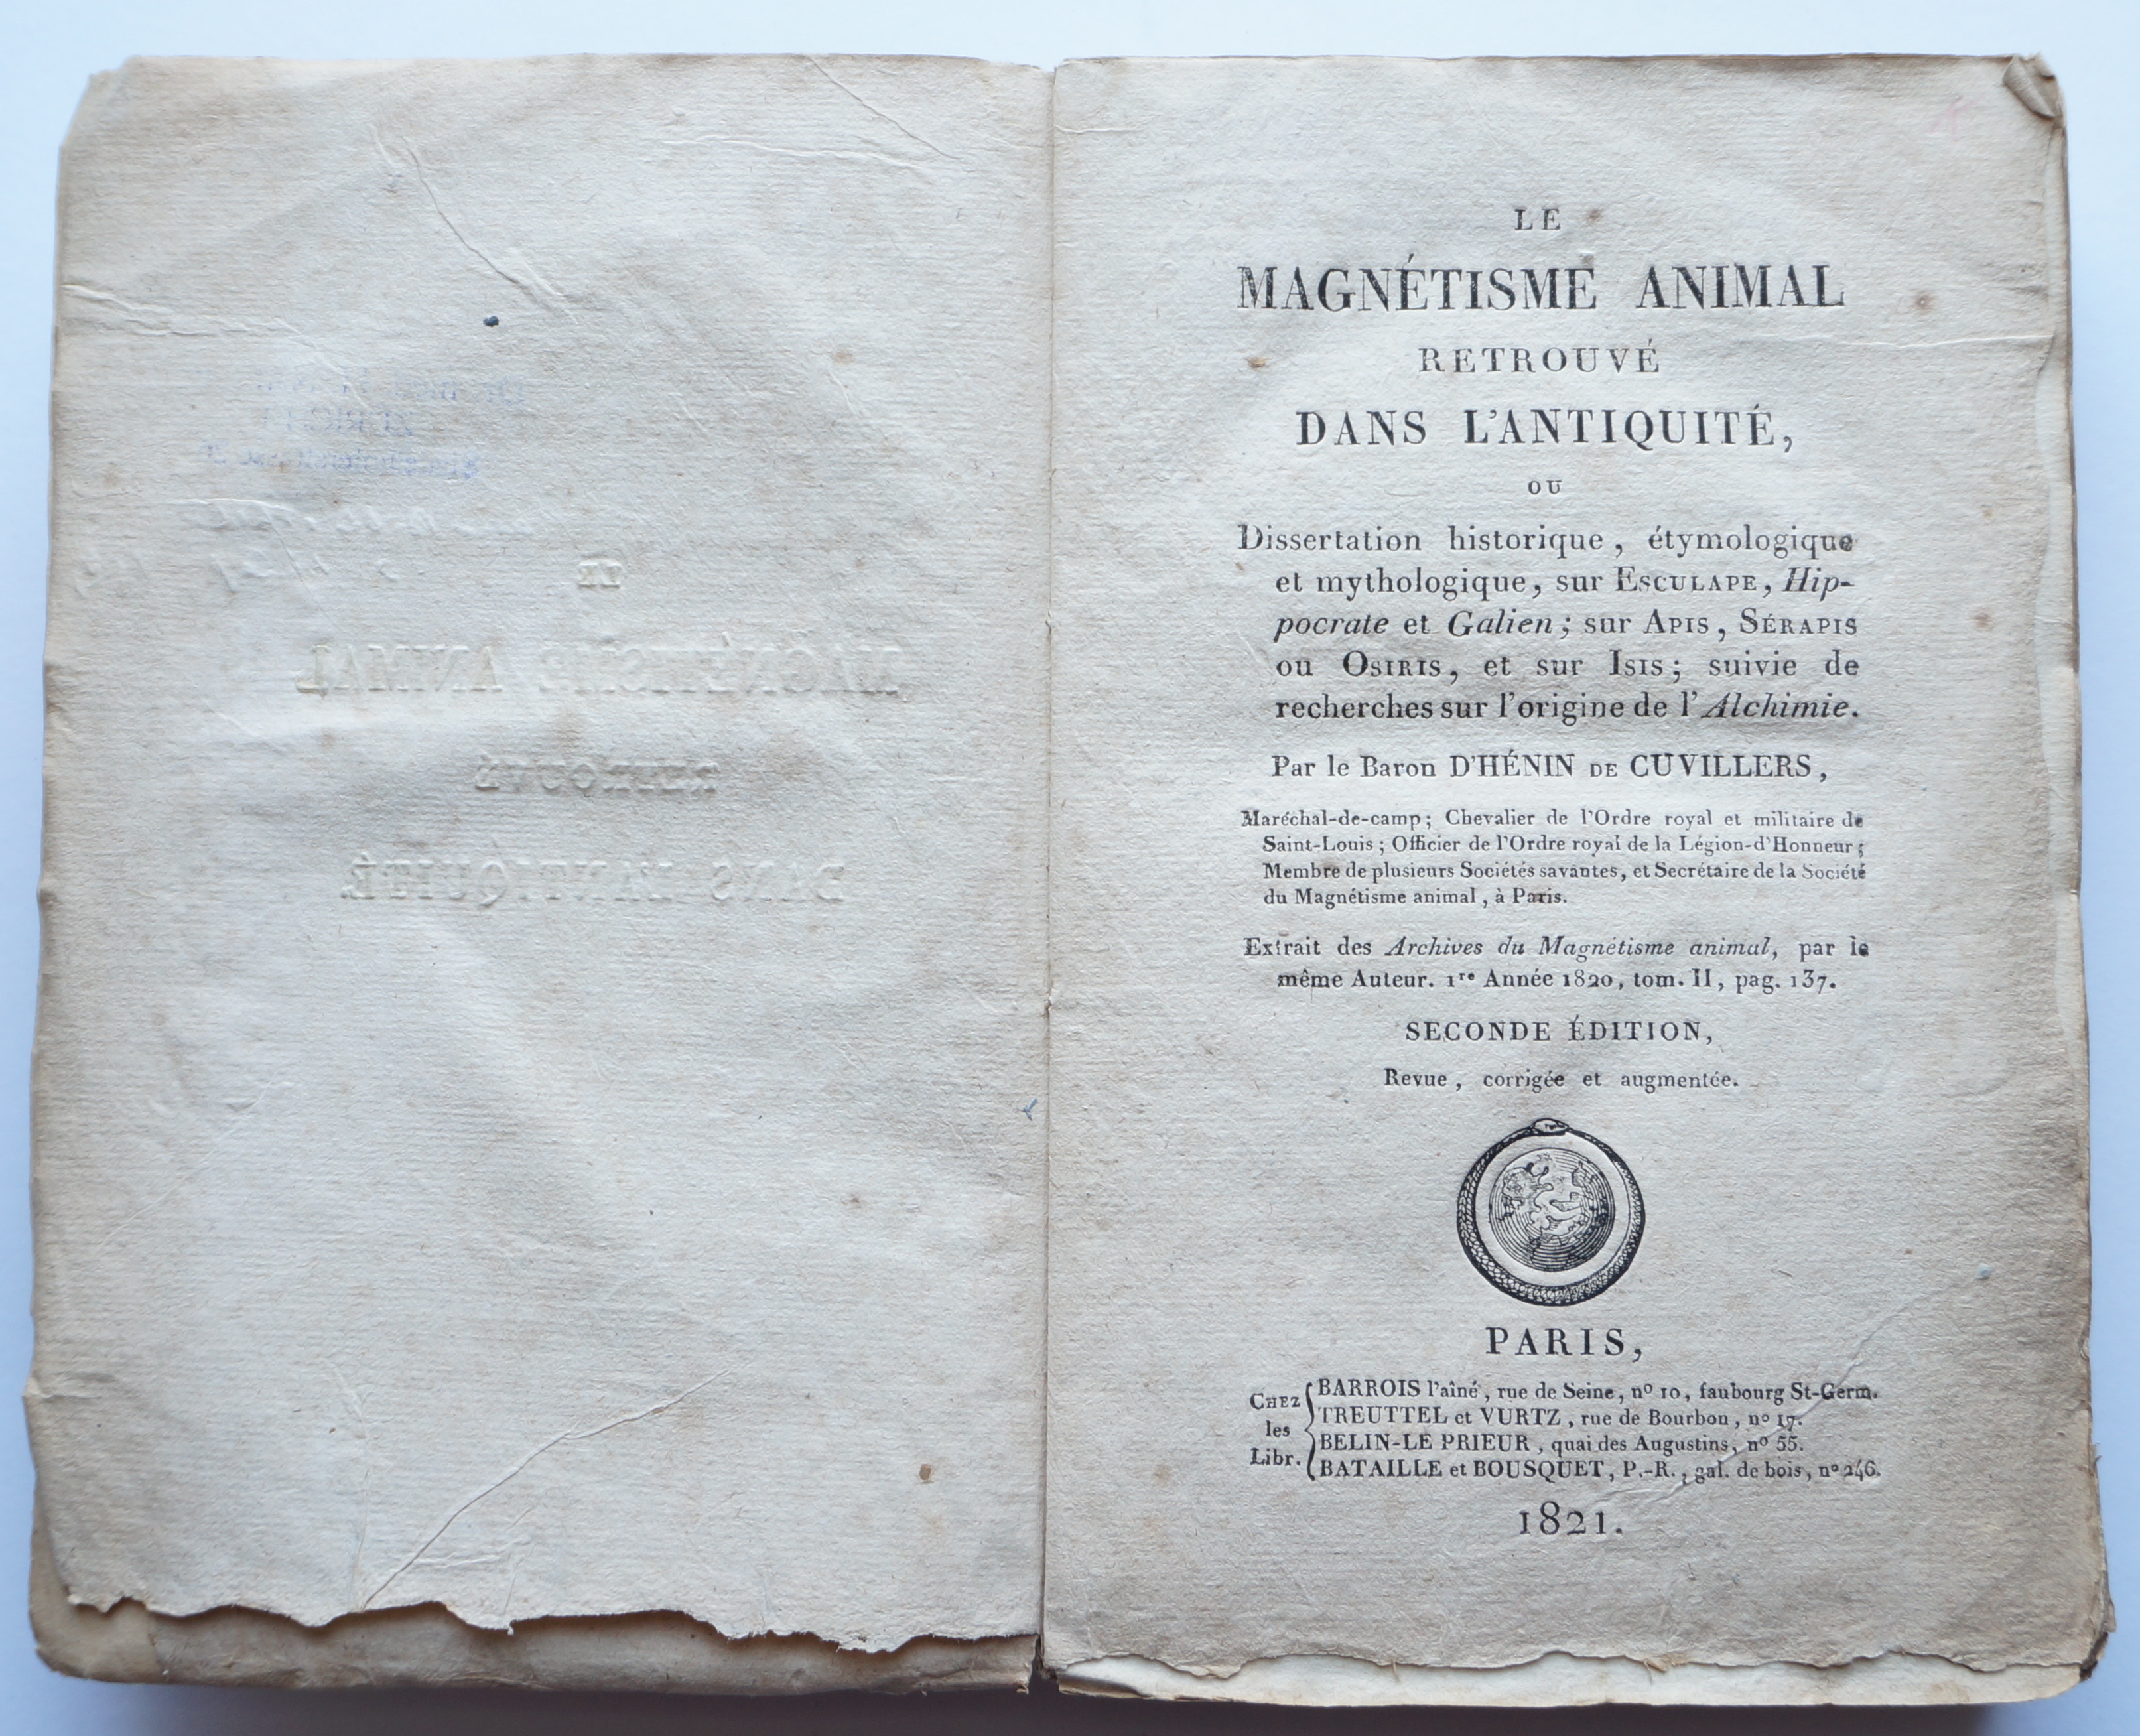 LE
MAGNÉTISME ANIMAL
RETROUVÉ
DANS L'ANTIQUITÉ
LE
MAGNÉTISME ANIMAL
RETROUVÉ
DANS L'ANTIQUITÉ,
OU
Dissertation historique, étymologique
et mythologique, sur ESCULAPE, Hip-
pocrate et Galien; sur APIS, SÉRAPIS
ou OSIRIS, et sur ISIS; suivie de
recherches sur l'origine de l'Alchimie.
Par le Baron D'HÉNIN DE CUVILLERS,
Maréchal-de-camp; Chevalier de l'Ordre royal et militaire de
Saint-Louis; Officier de l'Ordre royal de la Légion-d'Honneur;
Membre de plusieurs Sociétés savantes, et Secrétaire de la Société
du Magnétisme animal, à Paris.
Extrait des Archives du Magnétisme animal, par le
même Auteur. 1re Année 1820, tom. II, pag. 137.
SECONDE ÉDITION,
Revue, corrigée et augmentée.
PARIS,
CHEZ les Libr.
BARROIS l'aîné, rue de Seine, nº 10, faubourg St-Germ.
TREUTTEL et VURTZ, rue de Bourbon, nº 17.
BELIN-LE PRIEUR, quai des Augustins, nº 55.
BATAILLE et BOUSQUET, P.-R., gal. de bois, nº 246.
1821.